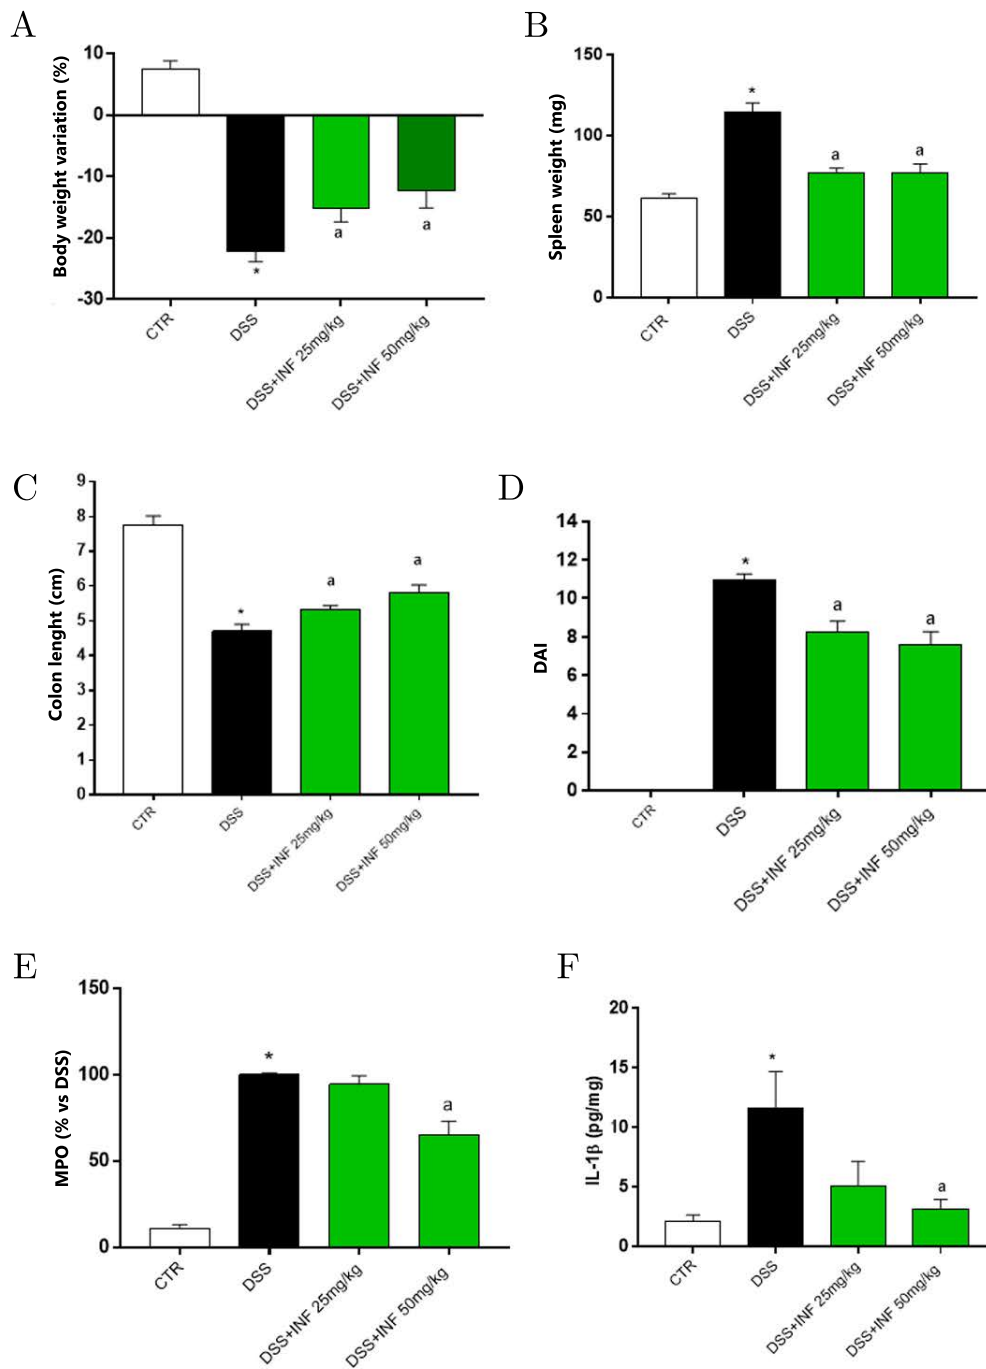 A
Body weight variation (%)
10
0
-10
-20
-30
*
a
a
CTR
DSS
DSS+INF 25mg/kg
DSS+INF 50mg/kg
B
Spleen weight (mg)
150
100
50
0
*
a
a
CTR
DSS
DSS+INF 25mg/kg
DSS+INF 50mg/kg
C
Colon lenght (cm)
9
8
7
6
5
4
3
2
1
0
*
a
a
CTR
DSS
DSS+INF 25mg/kg
DSS+INF 50mg/kg
D
DAI
14
12
10
8
6
4
2
0
*
a
a
CTR
DSS
DSS+INF 25mg/kg
DSS+INF 50mg/kg
E
MPO (% vs DSS)
150
100
50
0
*
a
CTR
DSS
DSS+INF 25mg/kg
DSS+INF 50mg/kg
F
IL-1β (pg/mg)
20
15
10
5
0
*
a
CTR
DSS
DSS+INF 25mg/kg
DSS+INF 50mg/kg